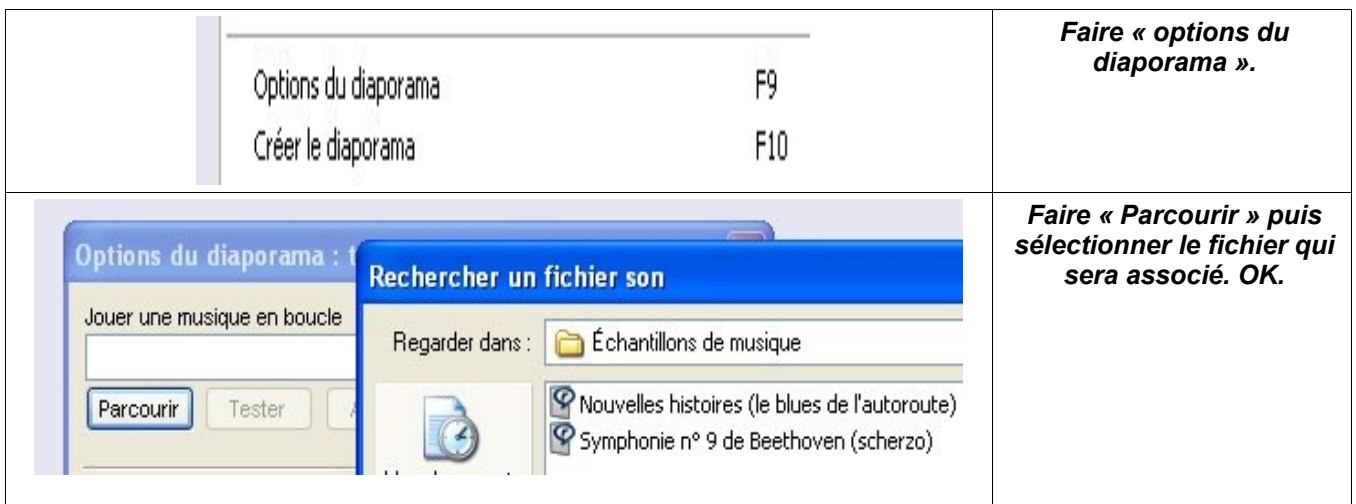 Options du diaporama F9
Créer le diaporama F10
Faire « options du
diaporama ».
Options du diaporama : t
Jouer une musique en boucle
Parcourir Tester
Rechercher un fichier son
Regarder dans : Échantillons de musique
Nouvelles histoires (le blues de l'autoroute)
Symphonie n° 9 de Beethoven (scherzo)
Faire « Parcourir » puis
sélectionner le fichier qui
sera associé. OK.